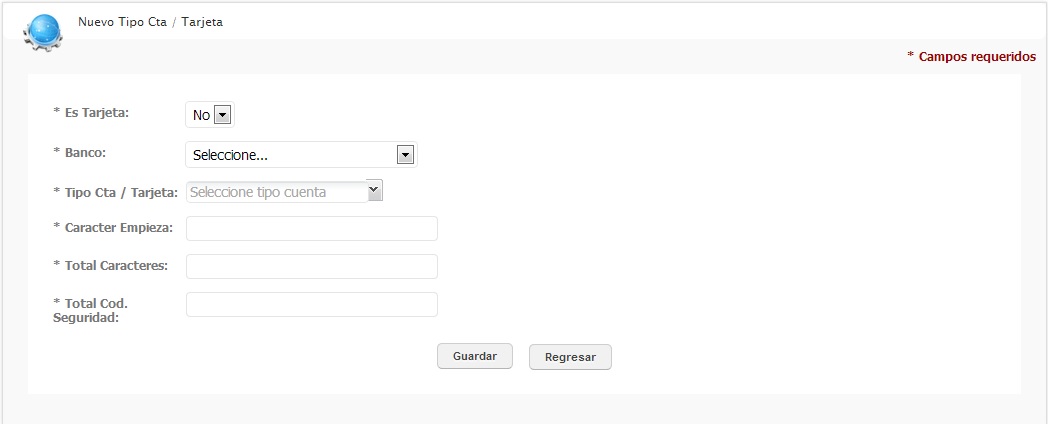 Nuevo Tipo Cta / Tarjeta
* Campos requeridos
* Es Tarjeta: No
* Banco: Seleccione...
* Tipo Cta / Tarjeta: Seleccione tipo cuenta
* Caracter Empieza:
* Total Caracteres:
* Total Cod.
Seguridad:
Guardar Regresar